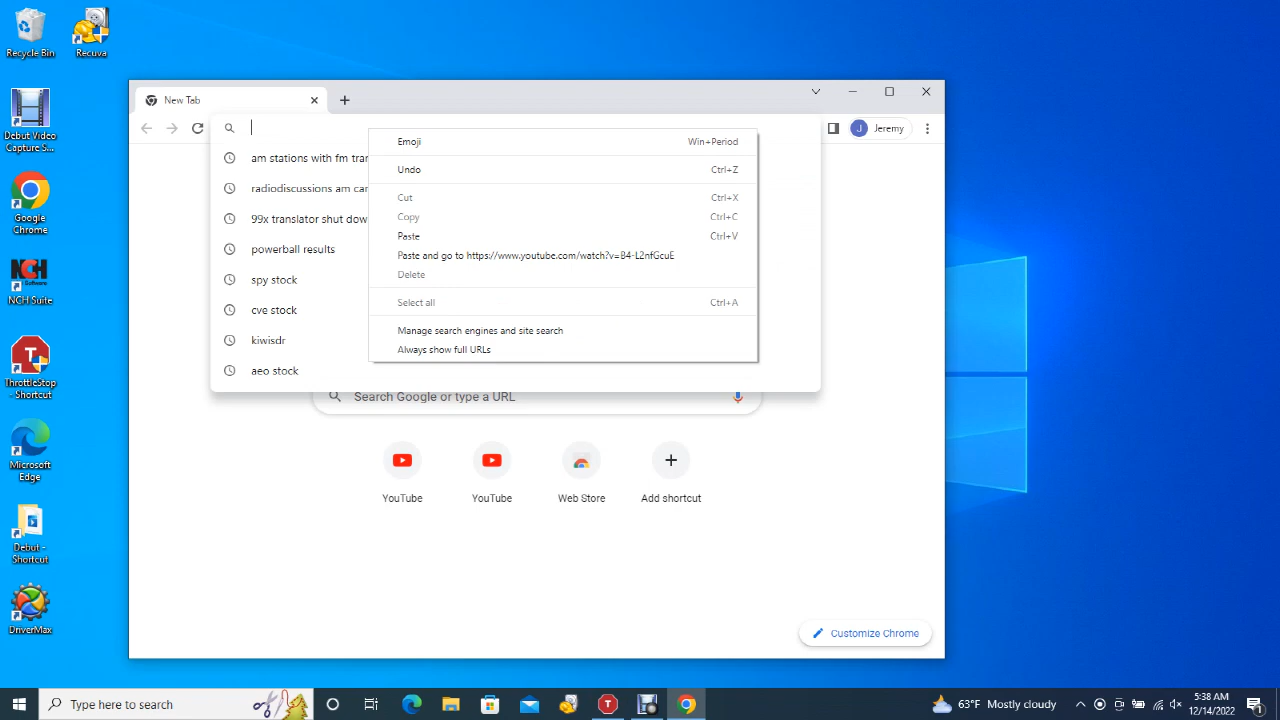 Recycle Bin
Recuva
Debut Video Capture S...
Google Chrome
NCH Software
NCH Suite
ThrottleStop - Shortcut
Microsoft Edge
Debut - Shortcut
DriverMax
New Tab
J Jeremy
am stations with fm tran
radiodiscussions am car
99x translator shut dow
powerball results
spy stock
cve stock
kiwisdr
aeo stock
Emoji Win+Period
Undo Ctrl+Z
Cut Ctrl+X
Copy Ctrl+C
Paste Ctrl+V
Paste and go to https://www.youtube.com/watch?v=B4-L2nfGcuE
Delete
Select all Ctrl+A
Manage search engines and site search
Always show full URLs
Search Google or type a URL
YouTube
YouTube
Web Store
Add shortcut
Customize Chrome
Type here to search
63°F Mostly cloudy
5:38 AM
12/14/2022
1